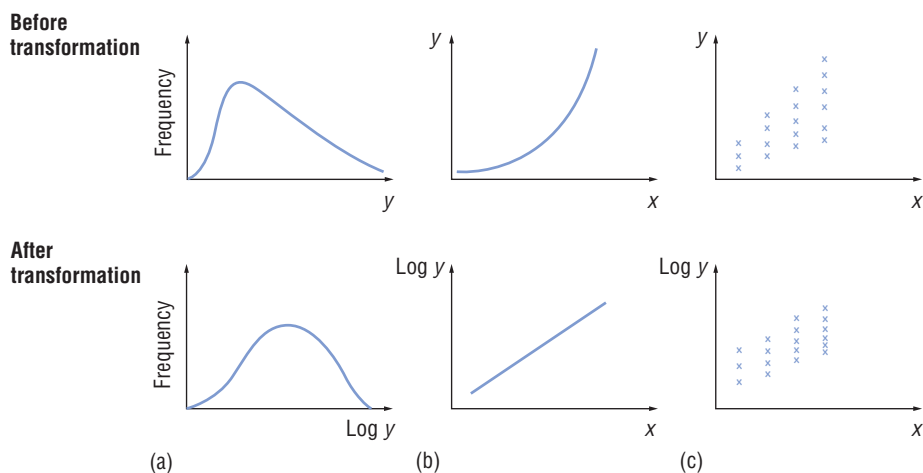 Before
transformation
Frequency
y
y
x
y
x
After
transformation
Frequency
Log y
Log y
x
Log y
x
(a)
(b)
(c)